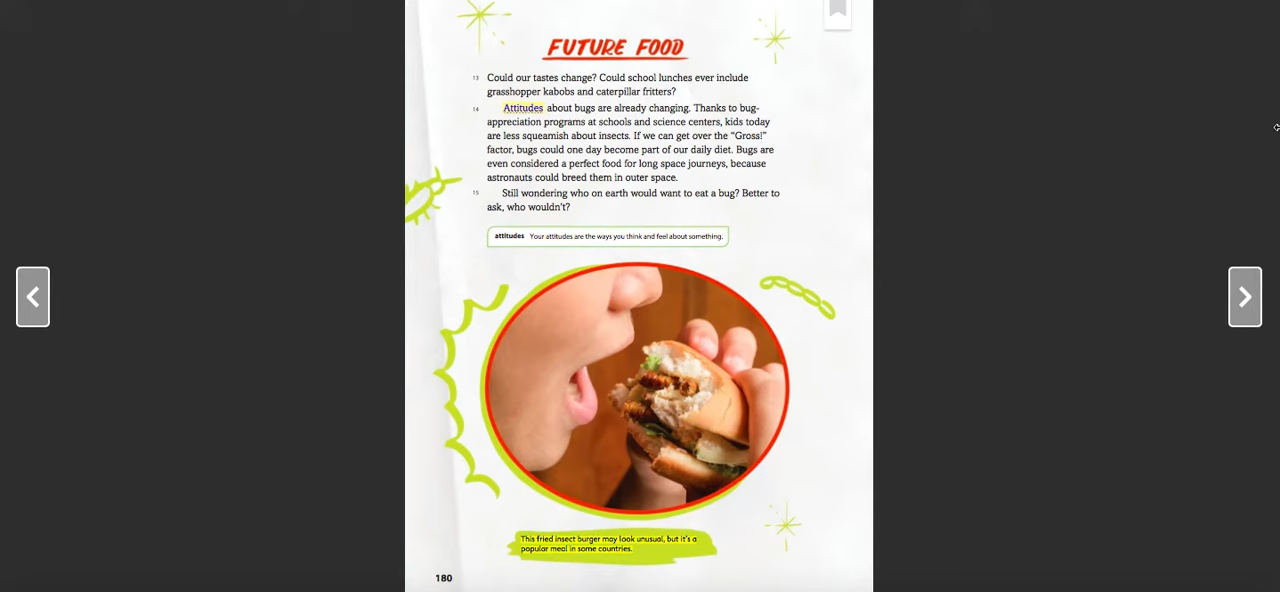 FUTURE FOOD
13 Could our tastes change? Could school lunches ever include
grasshopper kabobs and caterpillar fritters?
14 Attitudes about bugs are already changing. Thanks to bug-
appreciation programs at schools and science centers, kids today
are less squeamish about insects. If we can get over the “Gross!”
factor, bugs could one day become part of our daily diet. Bugs are
even considered a perfect food for long space journeys, because
astronauts could breed them in outer space.
15 Still wondering who on earth would want to eat a bug? Better to
ask, who wouldn’t?
attitudes Your attitudes are the ways you think and feel about something.
This fried insect burger may look unusual, but it’s a
popular meal in some countries.
180